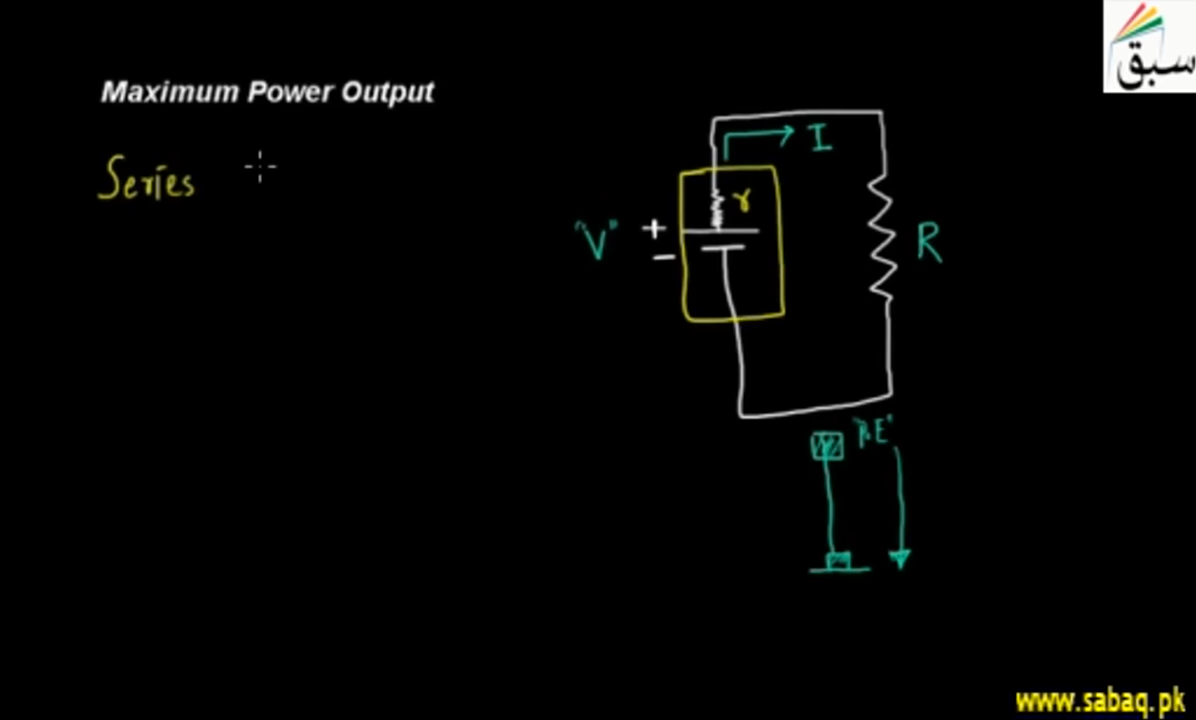 سبق
Maximum Power Output
Series
I
r
"V"
+
-
R
"P.E"
www.sabaq.pk